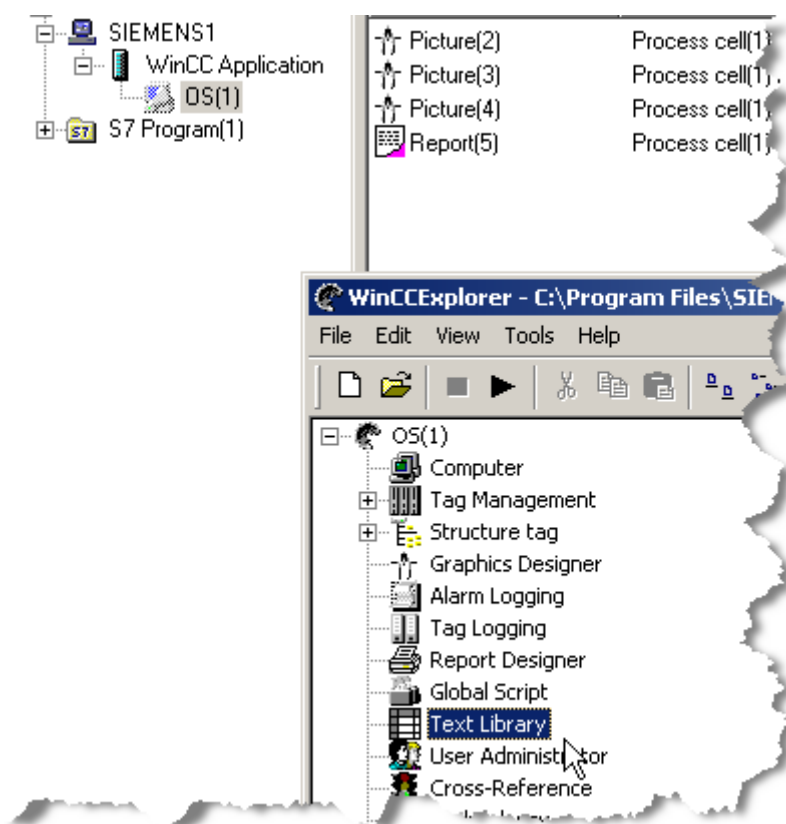 SIEMENS1
WinCC Application
OS(1)
S7 Program(1)
Picture(2) Process cell(1)
Picture(3) Process cell(1)
Picture(4) Process cell(1)
Report(5) Process cell(1)
WinCCExplorer - C:\Program Files\SIE
File Edit View Tools Help
OS(1)
Computer
Tag Management
Structure tag
Graphics Designer
Alarm Logging
Tag Logging
Report Designer
Global Script
Text Library
User Administrator
Cross-Reference